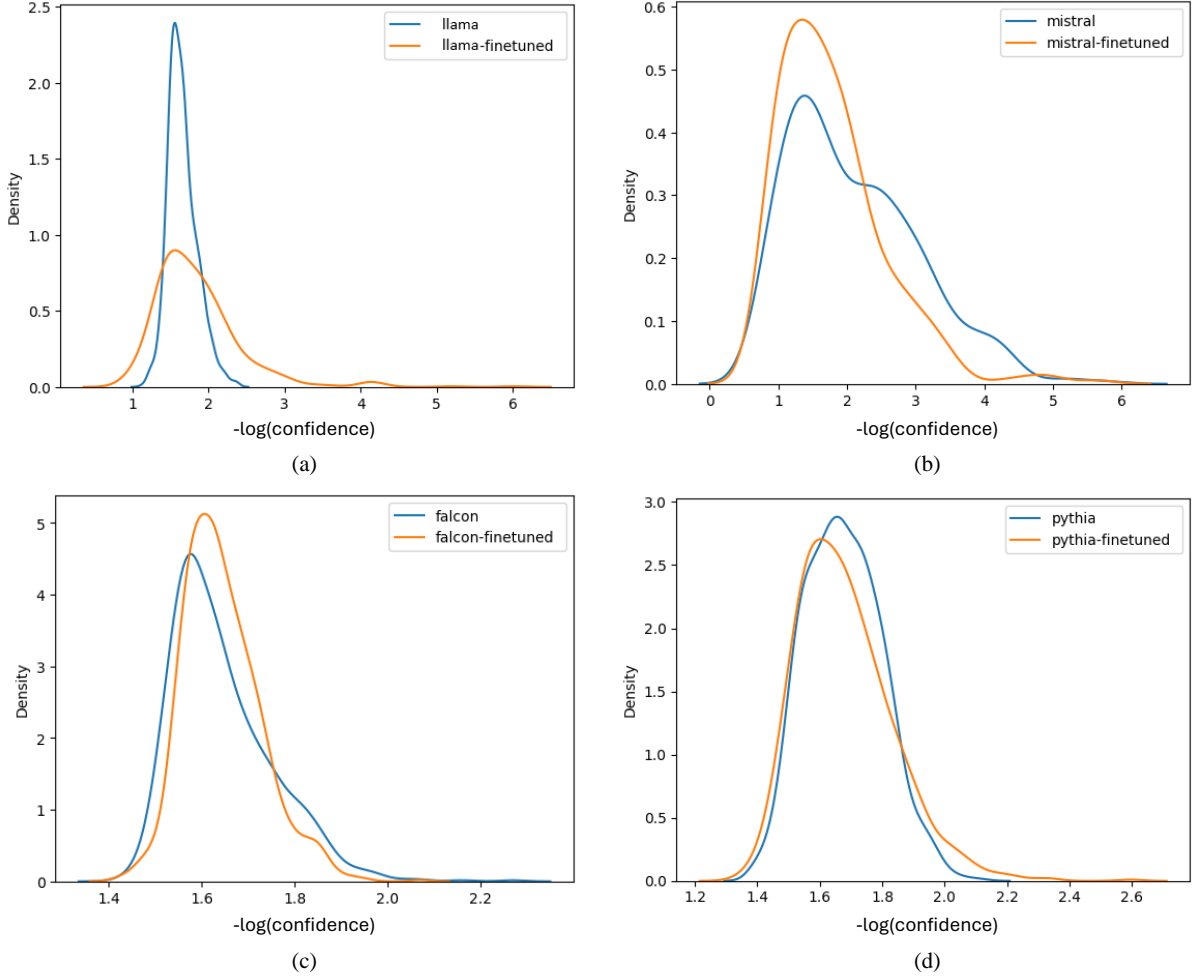 2.5
2.0
1.5
1.0
0.5
0.0
Density
llama
llama-finetuned
1 2 3 4 5 6
-log(confidence)
(a)
0.6
0.5
0.4
0.3
0.2
0.1
0.0
Density
mistral
mistral-finetuned
0 1 2 3 4 5 6
-log(confidence)
(b)
5
4
3
2
1
0
Density
falcon
falcon-finetuned
1.4 1.6 1.8 2.0 2.2
-log(confidence)
(c)
3.0
2.5
2.0
1.5
1.0
0.5
0.0
Density
pythia
pythia-finetuned
1.2 1.4 1.6 1.8 2.0 2.2 2.4 2.6
-log(confidence)
(d)